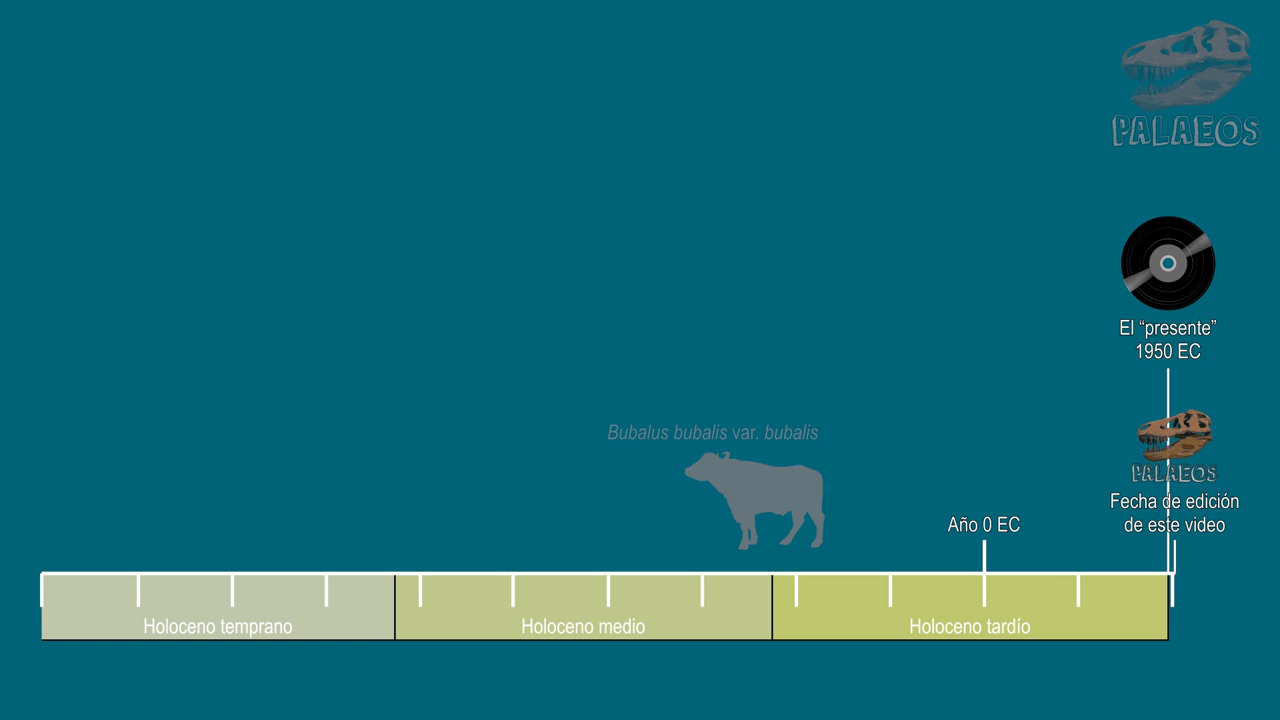 PALAEOS
El “presente”
1950 EC
Bubalus bubalis var. bubalis
PALAEOS
Fecha de edición
de este video
Año 0 EC
Holoceno temprano
Holoceno medio
Holoceno tardío